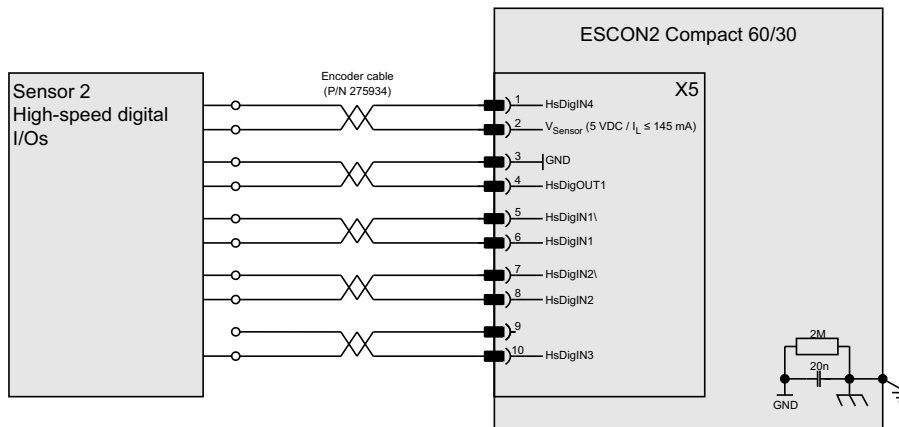 ESCON2 Compact 60/30
Sensor 2
High-speed digital
I/Os
Encoder cable
(P/N 275934)
X5
1 HsDigIN4
2 VSensor (5 VDC / IL ≤ 145 mA)
3 GND
4 HsDigOUT1
5 HsDigIN1\
6 HsDigIN1
7 HsDigIN2\
8 HsDigIN2
9
10 HsDigIN3
2M
20n
GND